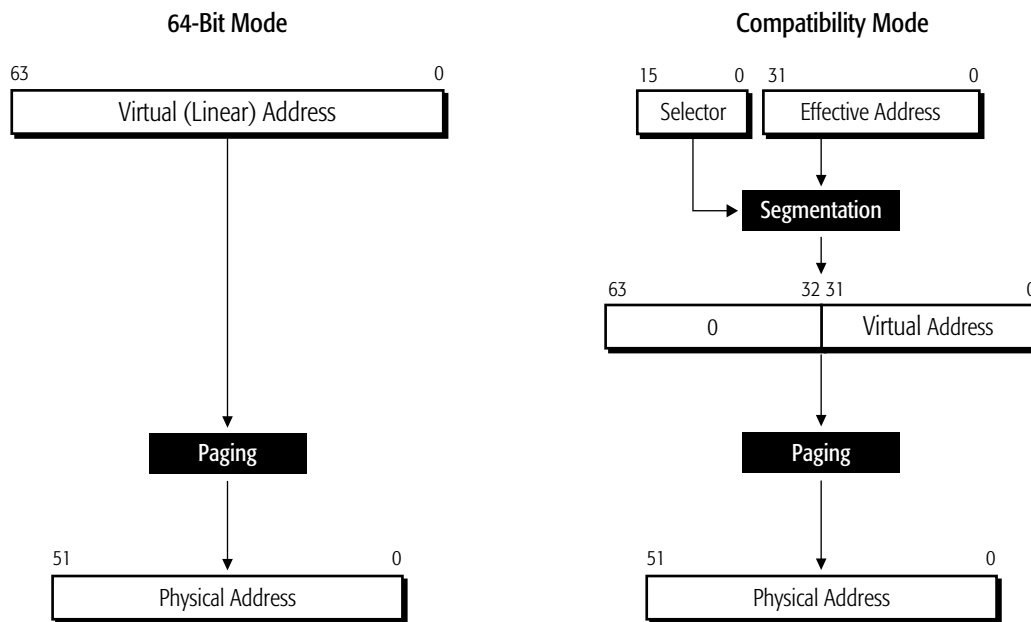 64-Bit Mode
63 0
Virtual (Linear) Address
Paging
51 0
Physical Address
Compatibility Mode
15 0 31 0
Selector Effective Address
Segmentation
63 32 31 0
0 Virtual Address
Paging
51 0
Physical Address